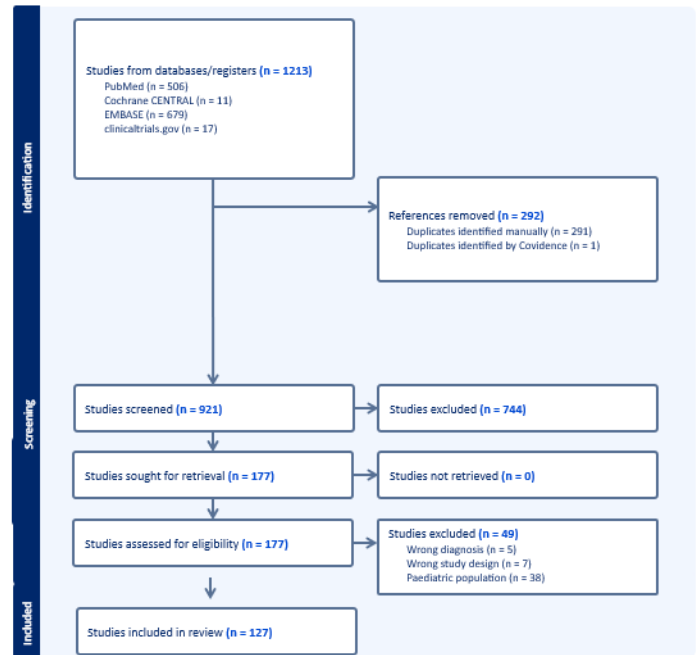 Identification
Studies from databases/registers (n = 1213)
PubMed (n = 506)
Cochrane CENTRAL (n = 11)
EMBASE (n = 679)
clinicaltrials.gov (n = 17)
References removed (n = 292)
Duplicates identified manually (n = 291)
Duplicates identified by Covidence (n = 1)
Screening
Studies screened (n = 921)
Studies excluded (n = 744)
Studies sought for retrieval (n = 177)
Studies not retrieved (n = 0)
Studies assessed for eligibility (n = 177)
Studies excluded (n = 49)
Wrong diagnosis (n = 5)
Wrong study design (n = 7)
Paediatric population (n = 38)
Included
Studies included in review (n = 127)